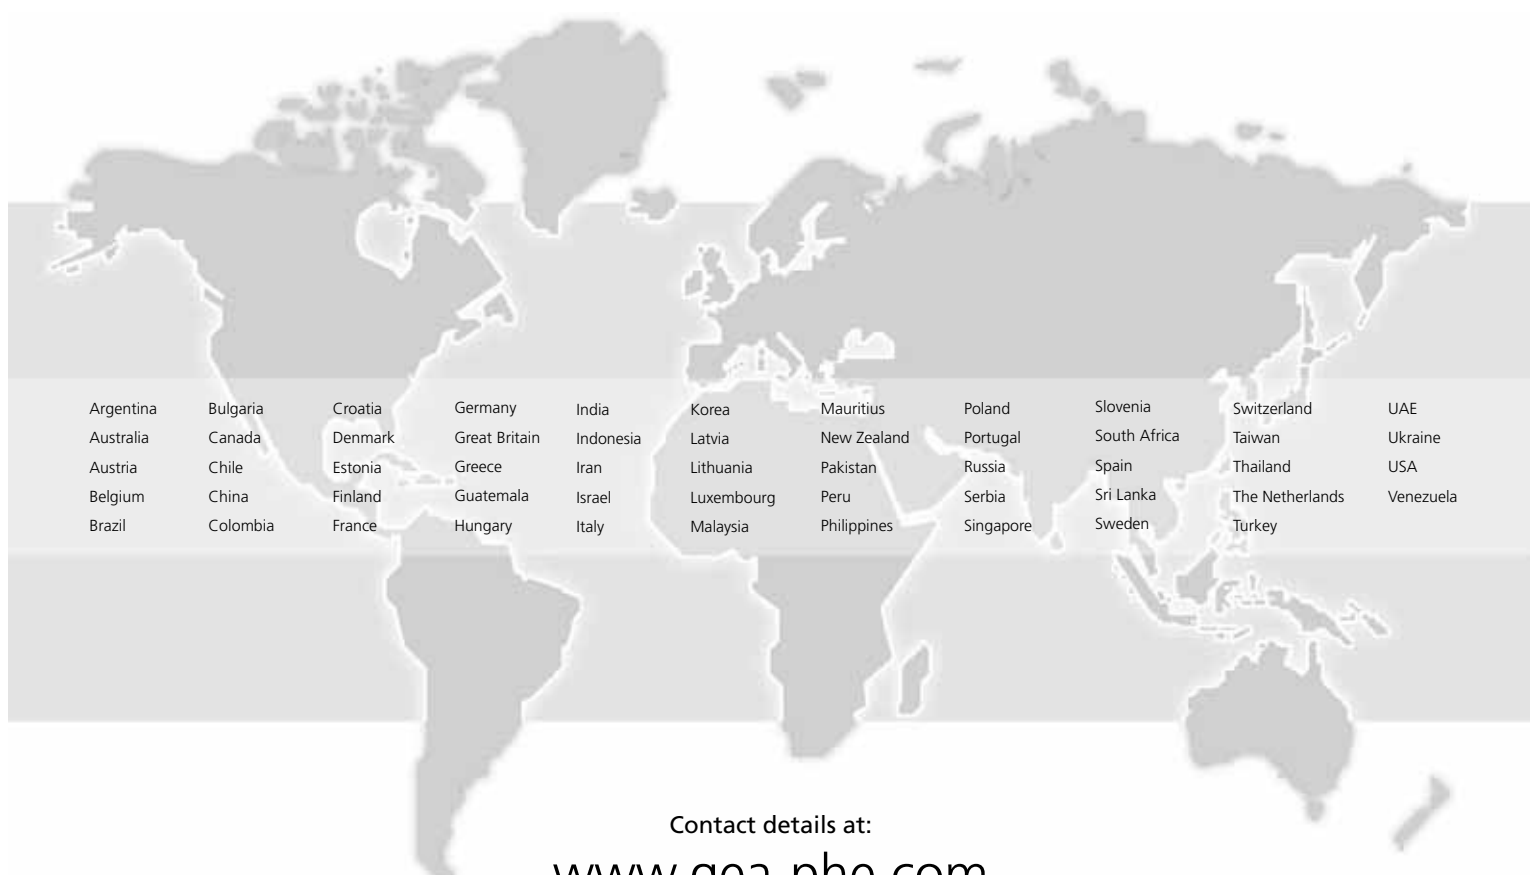 Argentina
Australia
Austria
Belgium
Brazil
Bulgaria
Canada
Chile
China
Colombia
Croatia
Denmark
Estonia
Finland
France
Germany
Great Britain
Greece
Guatemala
Hungary
India
Indonesia
Iran
Israel
Italy
Korea
Latvia
Lithuania
Luxembourg
Malaysia
Mauritius
New Zealand
Pakistan
Peru
Philippines
Poland
Portugal
Russia
Serbia
Singapore
Slovenia
South Africa
Spain
Sri Lanka
Sweden
Switzerland
Taiwan
Thailand
The Netherlands
Turkey
UAE
Ukraine
USA
Venezuela
Contact details at:
www.gea-phe.com